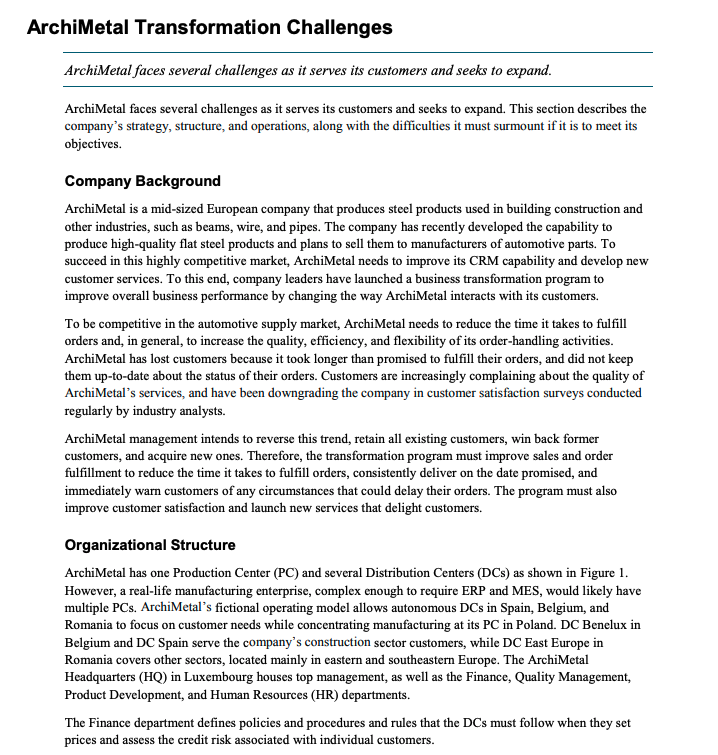 ArchiMetal Transformation Challenges
ArchiMetal faces several challenges as it serves its customers and seeks to expand.
ArchiMetal faces several challenges as it serves its customers and seeks to expand. This section describes the
company’s strategy, structure, and operations, along with the difficulties it must surmount if it is to meet its
objectives.
Company Background
ArchiMetal is a mid-sized European company that produces steel products used in building construction and
other industries, such as beams, wire, and pipes. The company has recently developed the capability to
produce high-quality flat steel products and plans to sell them to manufacturers of automotive parts. To
succeed in this highly competitive market, ArchiMetal needs to improve its CRM capability and develop new
customer services. To this end, company leaders have launched a business transformation program to
improve overall business performance by changing the way ArchiMetal interacts with its customers.
To be competitive in the automotive supply market, ArchiMetal needs to reduce the time it takes to fulfill
orders and, in general, to increase the quality, efficiency, and flexibility of its order-handling activities.
ArchiMetal has lost customers because it took longer than promised to fulfill their orders, and did not keep
them up-to-date about the status of their orders. Customers are increasingly complaining about the quality of
ArchiMetal’s services, and have been downgrading the company in customer satisfaction surveys conducted
regularly by industry analysts.
ArchiMetal management intends to reverse this trend, retain all existing customers, win back former
customers, and acquire new ones. Therefore, the transformation program must improve sales and order
fulfillment to reduce the time it takes to fulfill orders, consistently deliver on the date promised, and
immediately warn customers of any circumstances that could delay their orders. The program must also
improve customer satisfaction and launch new services that delight customers.
Organizational Structure
ArchiMetal has one Production Center (PC) and several Distribution Centers (DCs) as shown in Figure 1.
However, a real-life manufacturing enterprise, complex enough to require ERP and MES, would likely have
multiple PCs. ArchiMetal’s fictional operating model allows autonomous DCs in Spain, Belgium, and
Romania to focus on customer needs while concentrating manufacturing at its PC in Poland. DC Benelux in
Belgium and DC Spain serve the company’s construction sector customers, while DC East Europe in
Romania covers other sectors, located mainly in eastern and southeastern Europe. The ArchiMetal
Headquarters (HQ) in Luxembourg houses top management, as well as the Finance, Quality Management,
Product Development, and Human Resources (HR) departments.
The Finance department defines policies and procedures and rules that the DCs must follow when they set
prices and assess the credit risk associated with individual customers.